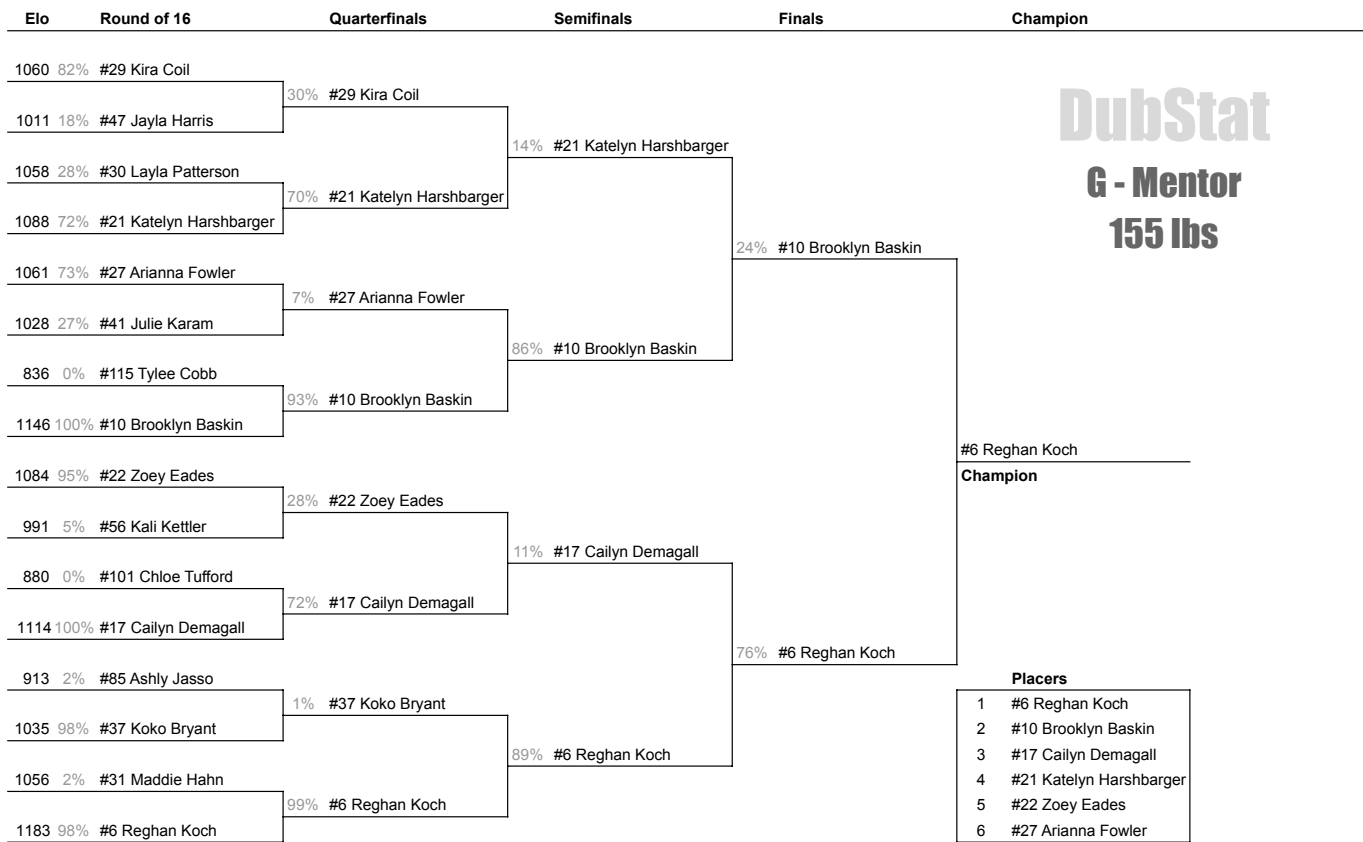 Elo Round of 16 Quarterfinals Semifinals Finals Champion
1060 82% #29 Kira Coil
30% #29 Kira Coil
DubStat
1011 18% #47 Jayla Harris
14% #21 Katelyn Harshbarger
1058 28% #30 Layla Patterson
G - Mentor
70% #21 Katelyn Harshbarger
1088 72% #21 Katelyn Harshbarger
155 lbs
24% #10 Brooklyn Baskin
1061 73% #27 Arianna Fowler
7% #27 Arianna Fowler
1028 27% #41 Julie Karam
86% #10 Brooklyn Baskin
836 0% #115 Tylee Cobb
93% #10 Brooklyn Baskin
1146 100% #10 Brooklyn Baskin
#6 Reghan Koch
Champion
1084 95% #22 Zoey Eades
28% #22 Zoey Eades
991 5% #56 Kali Kettler
11% #17 Cailyn Demagall
880 0% #101 Chloe Tufford
72% #17 Cailyn Demagall
1114 100% #17 Cailyn Demagall
76% #6 Reghan Koch
913 2% #85 Ashly Jasso
1% #37 Koko Bryant
1035 98% #37 Koko Bryant
89% #6 Reghan Koch
1056 2% #31 Maddie Hahn
99% #6 Reghan Koch
1183 98% #6 Reghan Koch
Placers
1 #6 Reghan Koch
2 #10 Brooklyn Baskin
3 #17 Cailyn Demagall
4 #21 Katelyn Harshbarger
5 #22 Zoey Eades
6 #27 Arianna Fowler